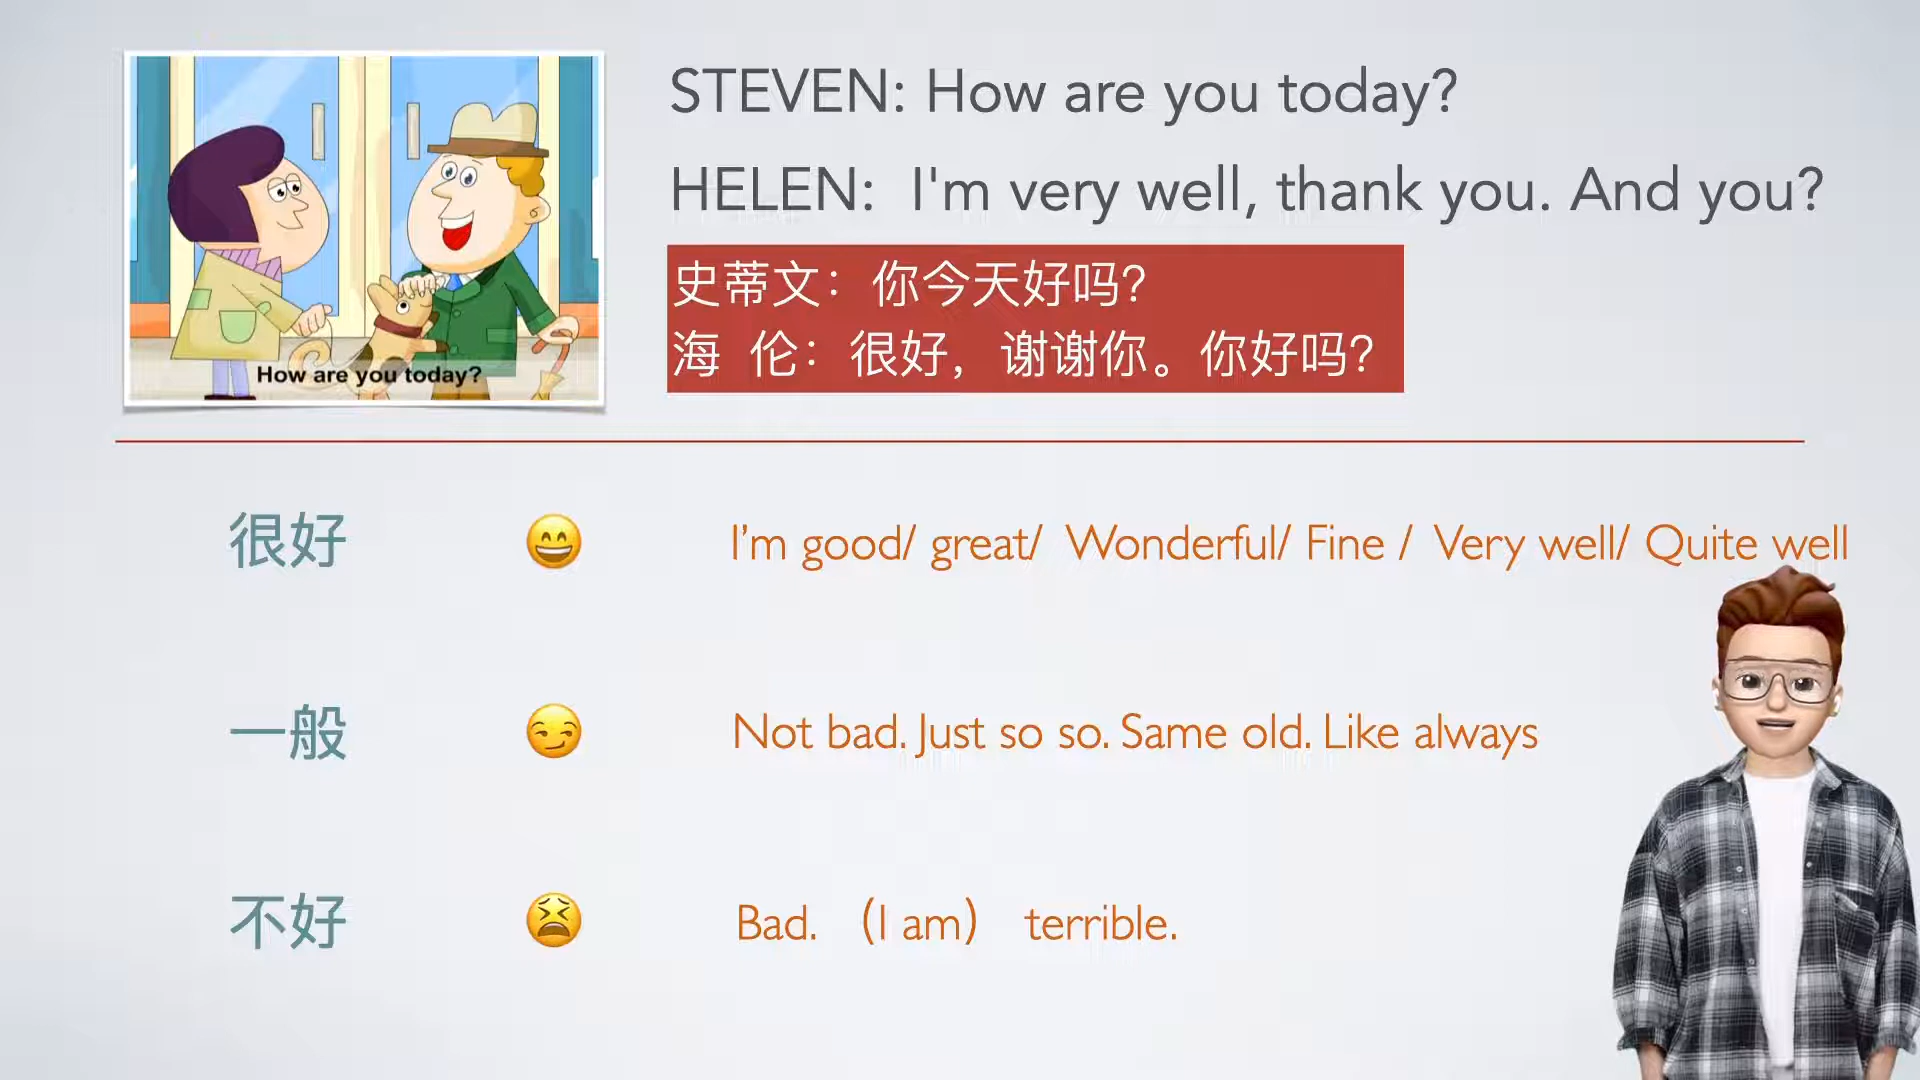 STEVEN: How are you today?
HELEN: I'm very well, thank you. And you?
史蒂文：你今天好吗？
海 伦：很好，谢谢你。你好吗？
How are you today?
很好 😄 I’m good/ great/ Wonderful/ Fine / Very well/ Quite well
一般 😏 Not bad. Just so so. Same old. Like always
不好 😫 Bad. （I am） terrible.